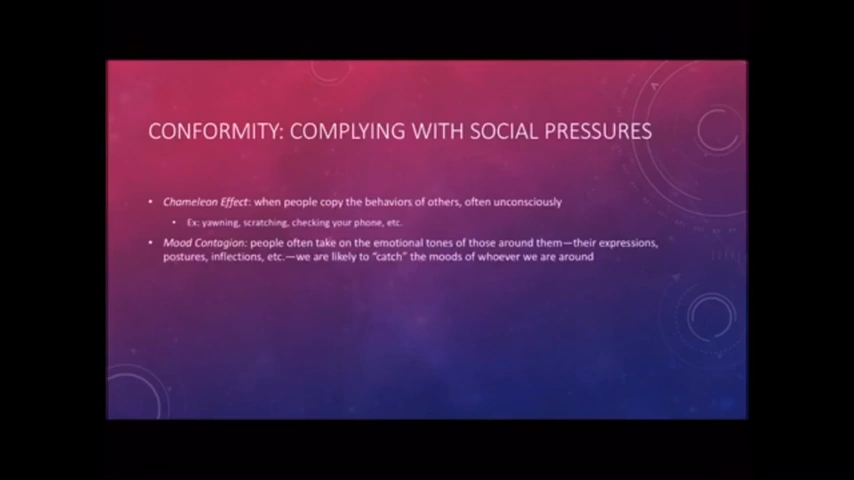 CONFORMITY: COMPLYING WITH SOCIAL PRESSURES
• Chameleon Effect: when people copy the behaviors of others, often unconsciously
• Ex: yawning, scratching, checking your phone, etc.
• Mood Contagion: people often take on the emotional tones of those around them—their expressions,
postures, inflections, etc.—we are likely to “catch” the moods of whoever we are around